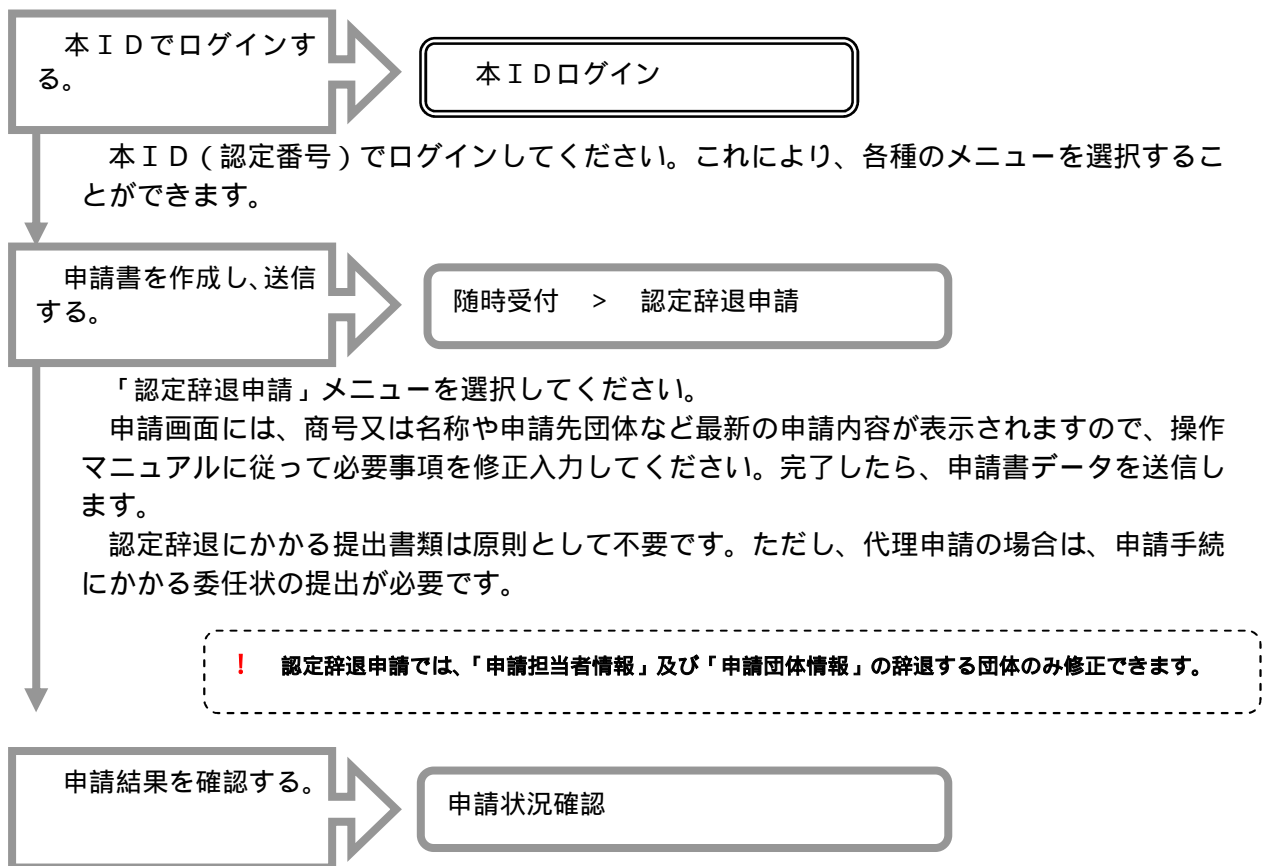 本ＩＤでログインす
る。
本ＩＤログイン
本ＩＤ（認定番号）でログインしてください。これにより、各種のメニューを選択するこ
とができます。
申請書を作成し、送信
する。
随時受付　＞　認定辞退申請
「認定辞退申請」メニューを選択してください。
申請画面には、商号又は名称や申請先団体など最新の申請内容が表示されますので、操作
マニュアルに従って必要事項を修正入力してください。完了したら、申請書データを送信し
ます。
認定辞退にかかる提出書類は原則として不要です。ただし、代理申請の場合は、申請手続
にかかる委任状の提出が必要です。
！　認定辞退申請では、「申請担当者情報」及び「申請団体情報」の辞退する団体のみ修正できます。
申請結果を確認する。
申請状況確認